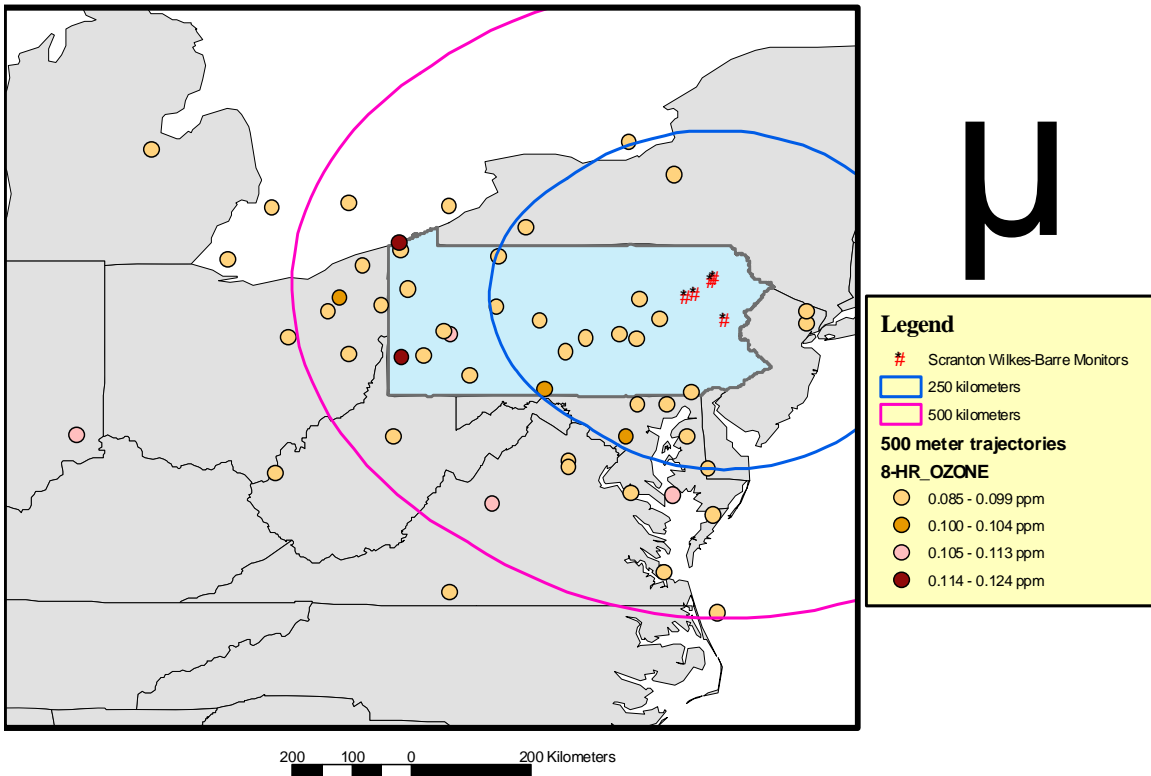 µ
Legend
# Scranton Wilkes-Barre Monitors
250 kilometers
500 kilometers
500 meter trajectories
8-HR_OZONE
0.085 - 0.099 ppm
0.100 - 0.104 ppm
0.105 - 0.113 ppm
0.114 - 0.124 ppm
200 100 0 200 Kilometers